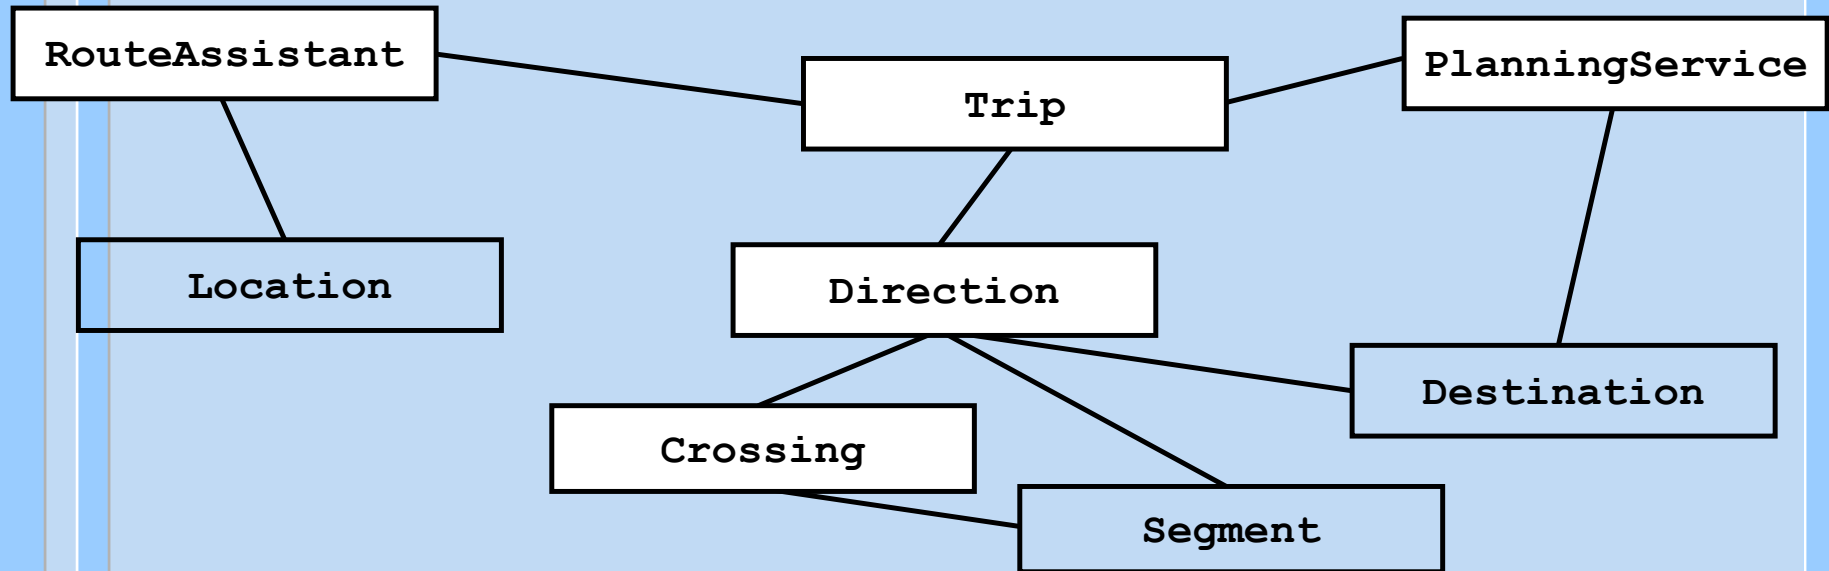 RouteAssistant
PlanningService
Trip
Location
Direction
Destination
Crossing
Segment